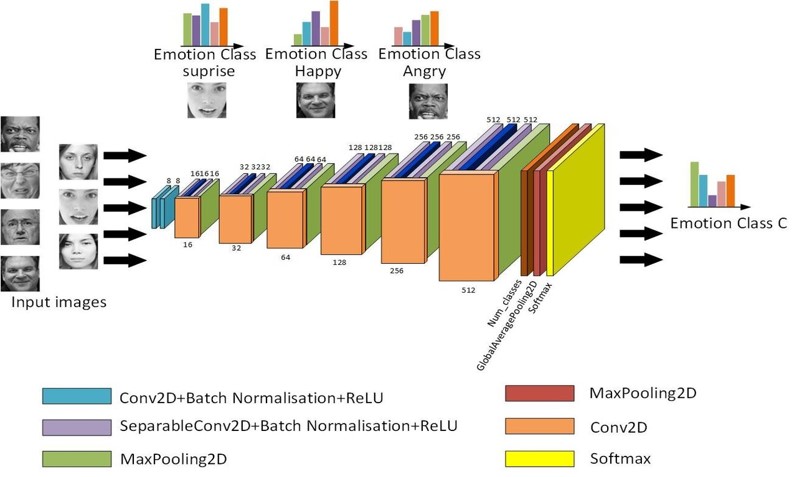 Emotion Class
suprise
Emotion Class
Happy
Emotion Class
Angry
8 8
16 16 16
32 32 32
64 64 64
128 128 128
256 256 256
512 512 512
16
32
64
128
256
512
Input images
Num_classes
GlobalAveragePooling2D
Softmax
Emotion Class C
Conv2D+Batch Normalisation+ReLU
SeparableConv2D+Batch Normalisation+ReLU
MaxPooling2D
MaxPooling2D
Conv2D
Softmax